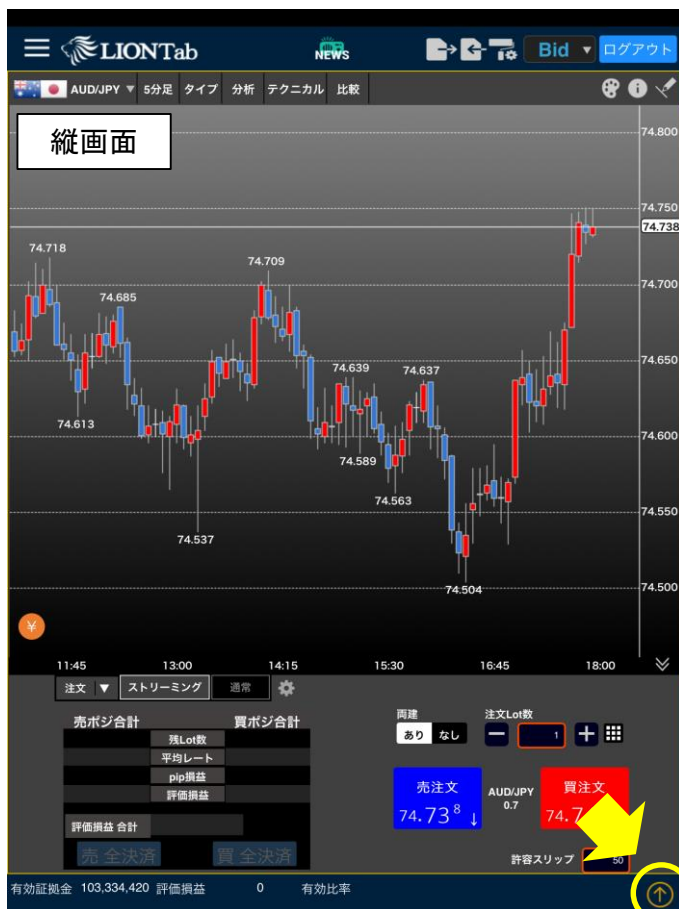 LIONTab NEWS Bid ▼ ログアウト
AUD/JPY ▼ 5分足 タイプ 分析 テクニカル 比較
縦画面
74.800
74.750
74.738
74.718
74.709
74.700
74.685
74.650
74.639 74.637
74.613
74.600
74.589
74.563
74.550
74.537
74.504
74.500
¥
11:45 13:00 14:15 15:30 16:45 18:00
注文 ▼ ストリーミング 通常
売ポジ合計 買ポジ合計
残Lot数
平均レート
pip損益
評価損益
評価損益 合計
売 全決済 買 全決済
両建 注文Lot数
あり なし － 1 ＋
売注文 AUD/JPY 買注文
74.73⁸ ↓ 0.7 74.7
許容スリップ 50
有効証拠金 103,334,420 評価損益 0 有効比率